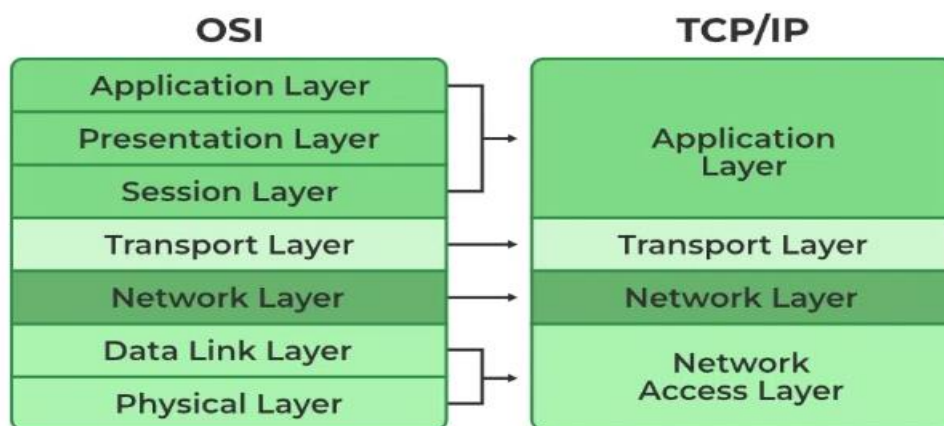 OSI
Application Layer
Presentation Layer
Session Layer
Transport Layer
Network Layer
Data Link Layer
Physical Layer
TCP/IP
Application
Layer
Transport Layer
Network Layer
Network
Access Layer